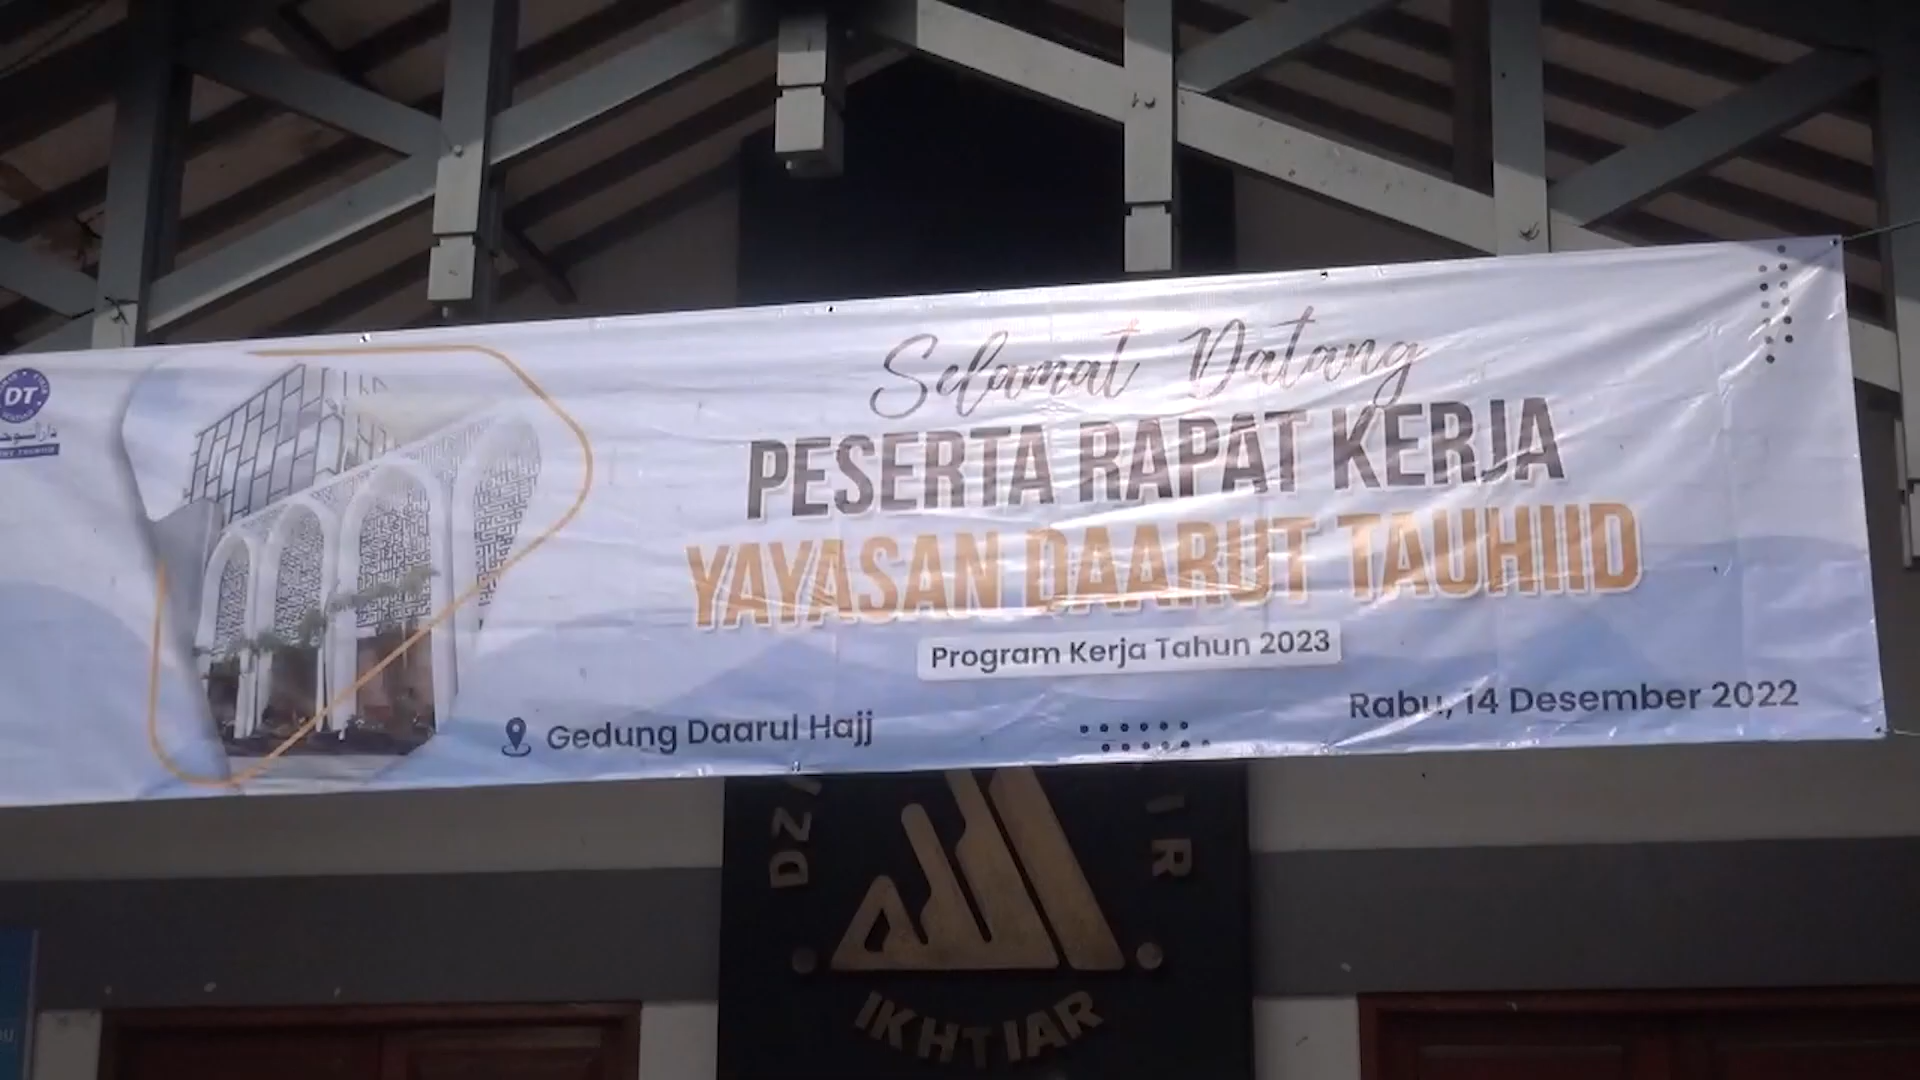 DT
Selamat Datang
PESERTA RAPAT KERJA
YAYASAN DAARUT TAUHIID
Program Kerja Tahun 2023
Gedung Daarul Hajj
Rabu, 14 Desember 2022
IKHTIAR